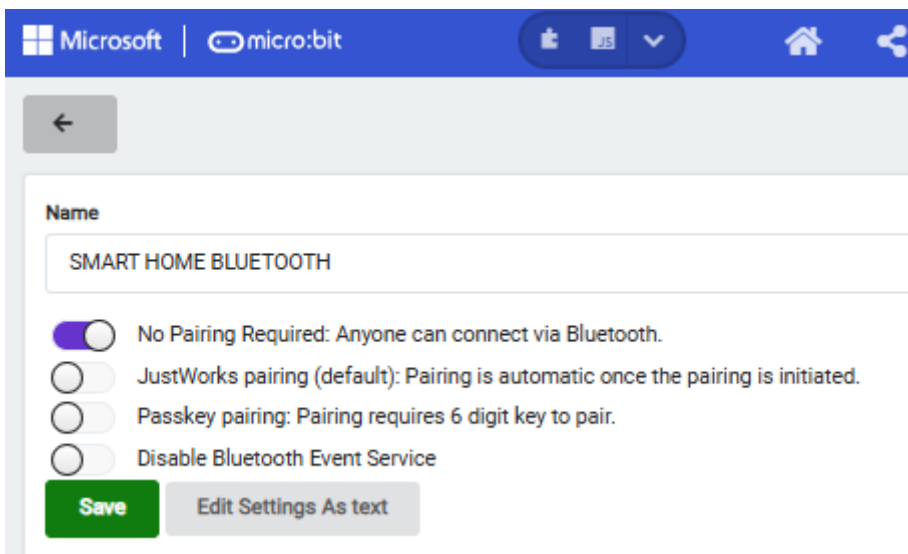 Microsoft micro:bit JS
Name
SMART HOME BLUETOOTH
No Pairing Required: Anyone can connect via Bluetooth.
JustWorks pairing (default): Pairing is automatic once the pairing is initiated.
Passkey pairing: Pairing requires 6 digit key to pair.
Disable Bluetooth Event Service
Save Edit Settings As text